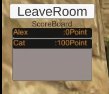 LeaveRoom
ScoreBoard
Alex :0Point
Cat :100Point